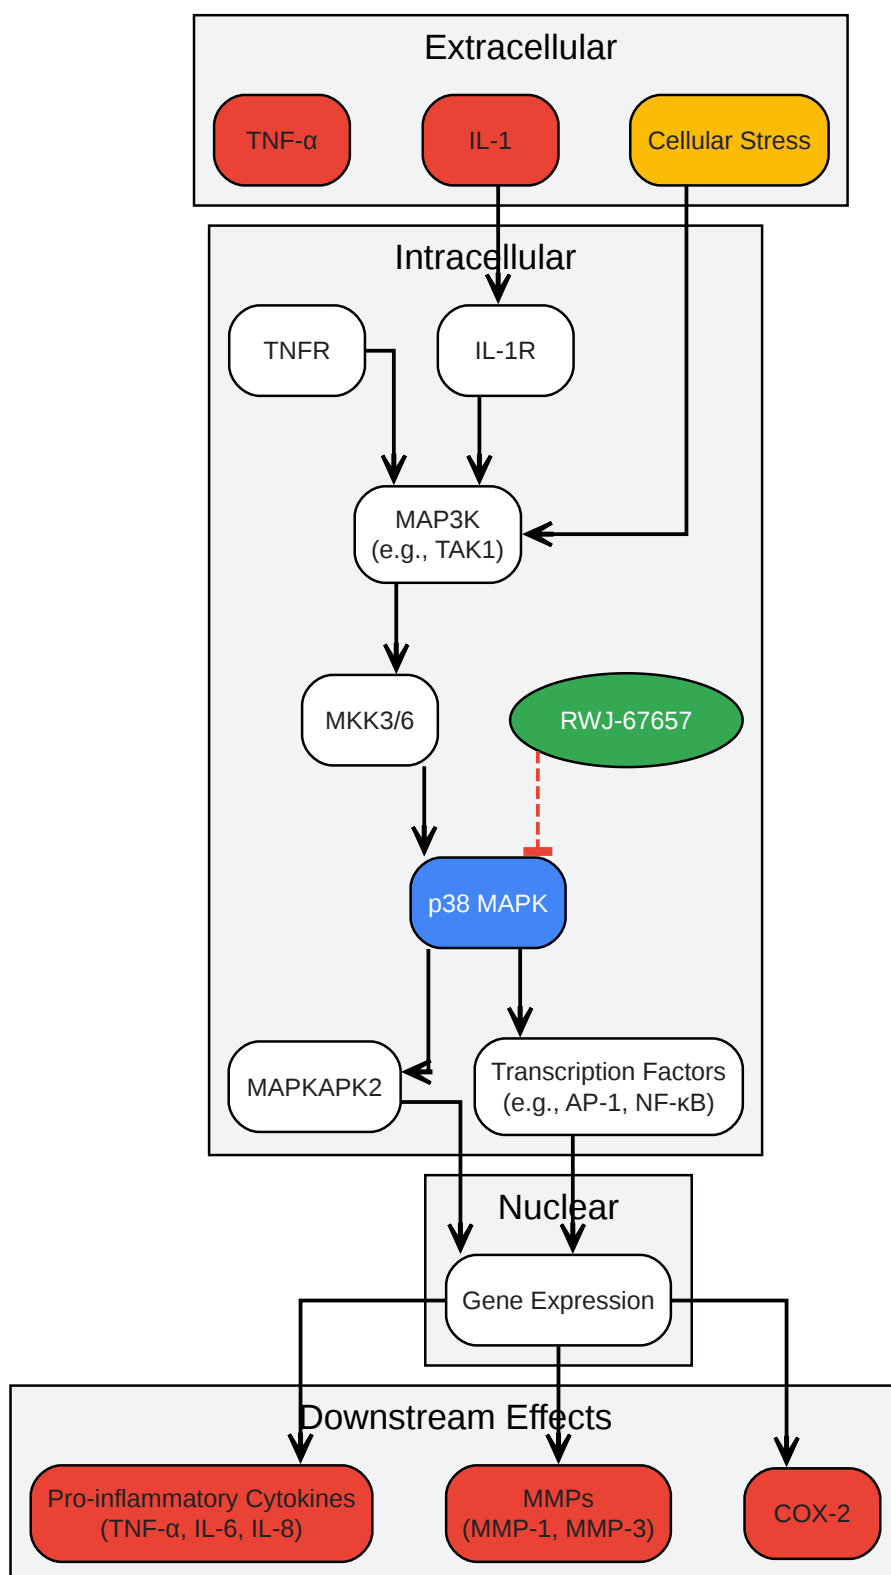 Extracellular
TNF-α
IL-1
Cellular Stress
Intracellular
TNFR
IL-1R
MAP3K
(e.g., TAK1)
MKK3/6
RWJ-67657
p38 MAPK
MAPKAPK2
Transcription Factors
(e.g., AP-1, NF-κB)
Nuclear
Gene Expression
Downstream Effects
Pro-inflammatory Cytokines
(TNF-α, IL-6, IL-8)
MMPs
(MMP-1, MMP-3)
COX-2